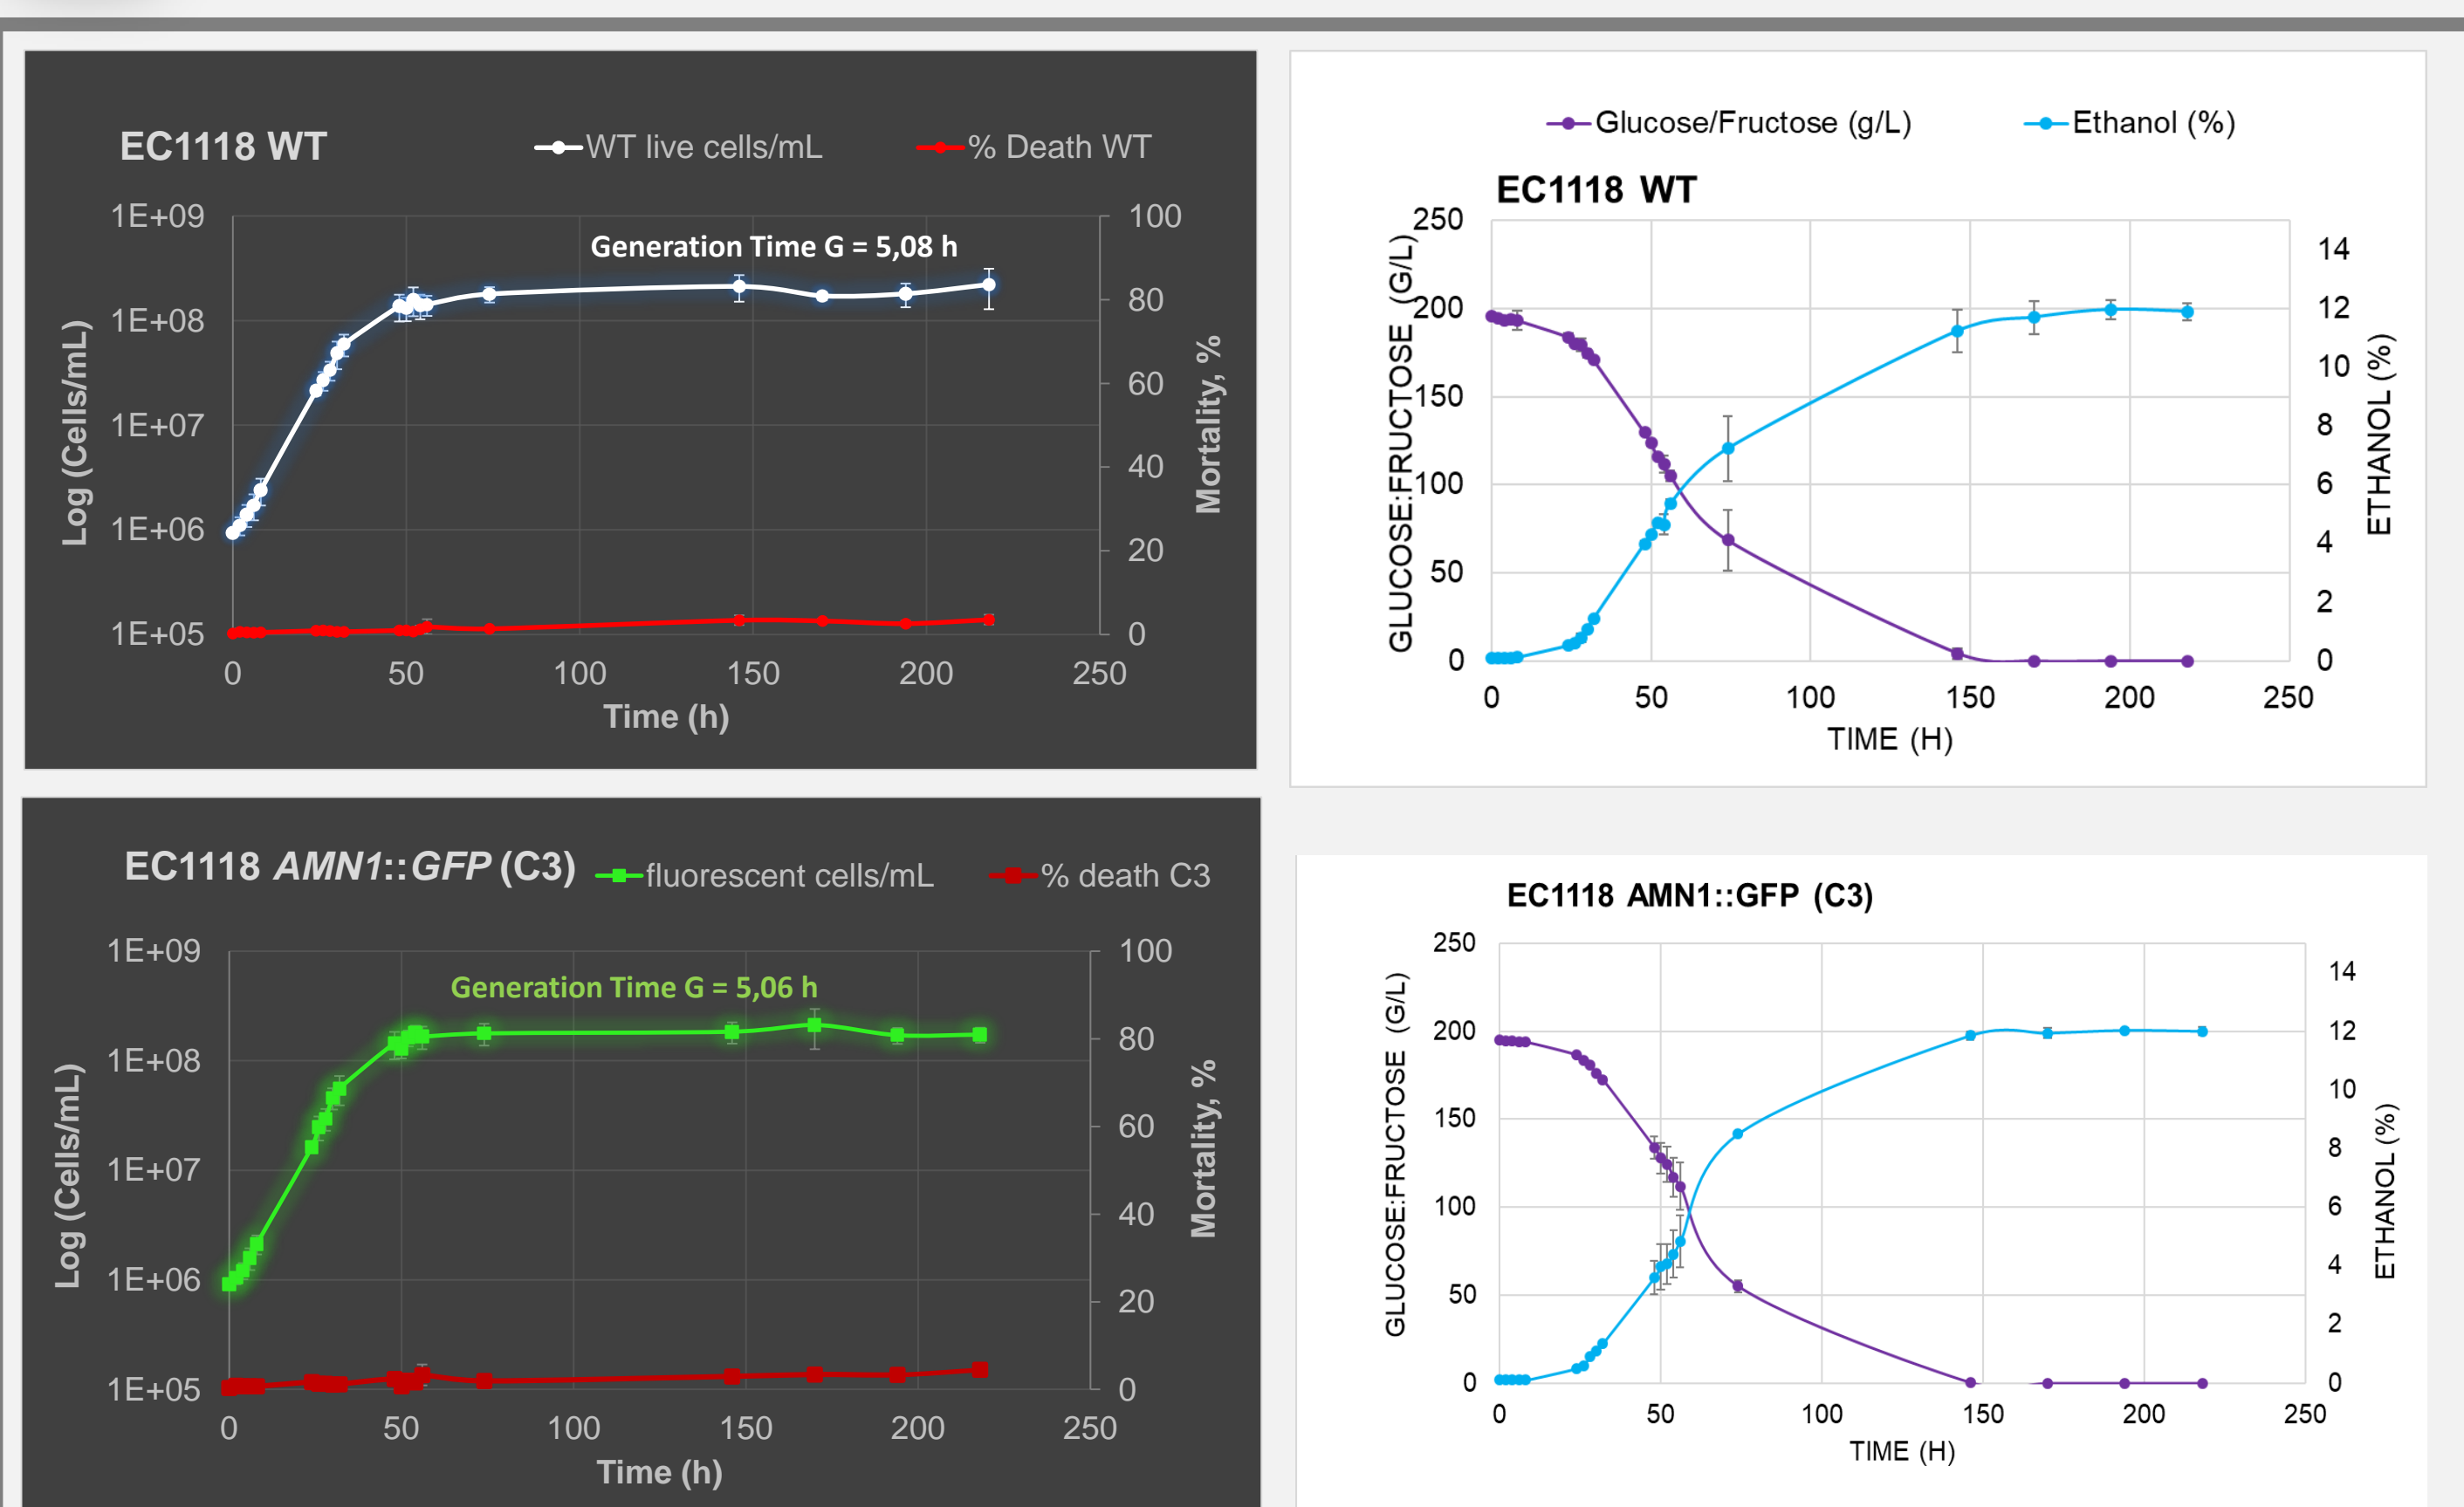 EC1118 WT
WT live cells/mL
% Death WT
1E+09
1E+08
1E+07
1E+06
1E+05
Log (Cells/mL)
Generation Time G = 5,08 h
100
80
60
40
20
0
Mortality, %
0 50 100 150 200 250
Time (h)
Glucose/Fructose (g/L)
Ethanol (%)
EC1118 WT
250
200
150
100
50
0
GLUCOSE:FRUCTOSE (G/L)
14
12
10
8
6
4
2
0
ETHANOL (%)
0 50 100 150 200 250
TIME (H)
EC1118 AMN1::GFP (C3)
fluorescent cells/mL
% death C3
1E+09
1E+08
1E+07
1E+06
1E+05
Log (Cells/mL)
Generation Time G = 5,06 h
100
80
60
40
20
0
Mortality, %
0 50 100 150 200 250
Time (h)
EC1118 AMN1::GFP (C3)
250
200
150
100
50
0
GLUCOSE:FRUCTOSE (G/L)
14
12
10
8
6
4
2
0
ETHANOL (%)
0 50 100 150 200 250
TIME (H)